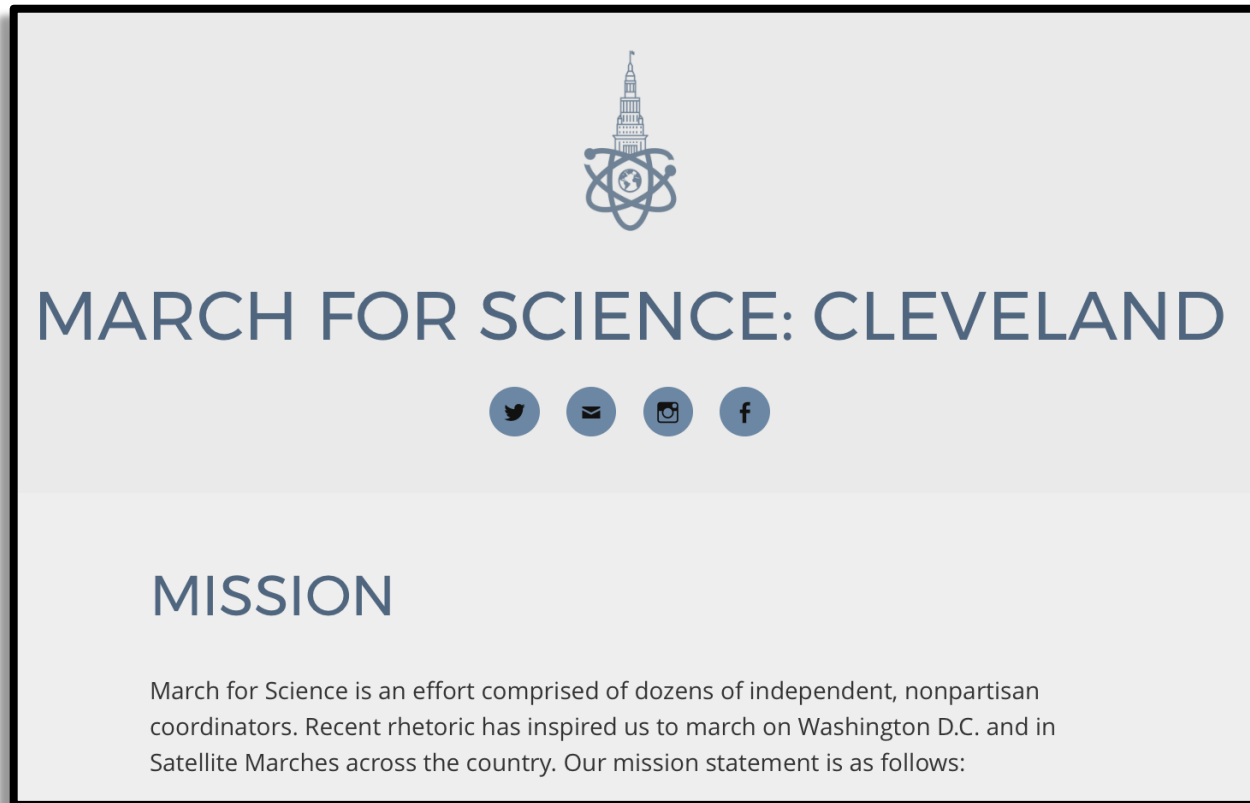 MARCH FOR SCIENCE: CLEVELAND
MISSION
March for Science is an effort comprised of dozens of independent, nonpartisan
coordinators. Recent rhetoric has inspired us to march on Washington D.C. and in
Satellite Marches across the country. Our mission statement is as follows: